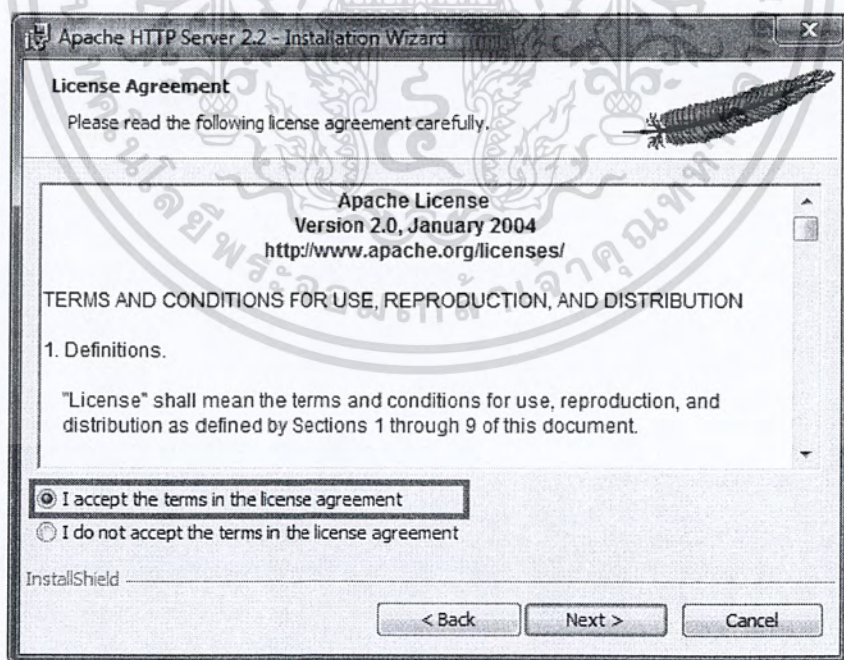 Apache HTTP Server 2.2 - Installation Wizard
License Agreement
Please read the following license agreement carefully.
Apache License
Version 2.0, January 2004
http://www.apache.org/licenses/
TERMS AND CONDITIONS FOR USE, REPRODUCTION, AND DISTRIBUTION
1. Definitions.
"License" shall mean the terms and conditions for use, reproduction, and
distribution as defined by Sections 1 through 9 of this document.
I accept the terms in the license agreement
I do not accept the terms in the license agreement
InstallShield
< Back
Next >
Cancel